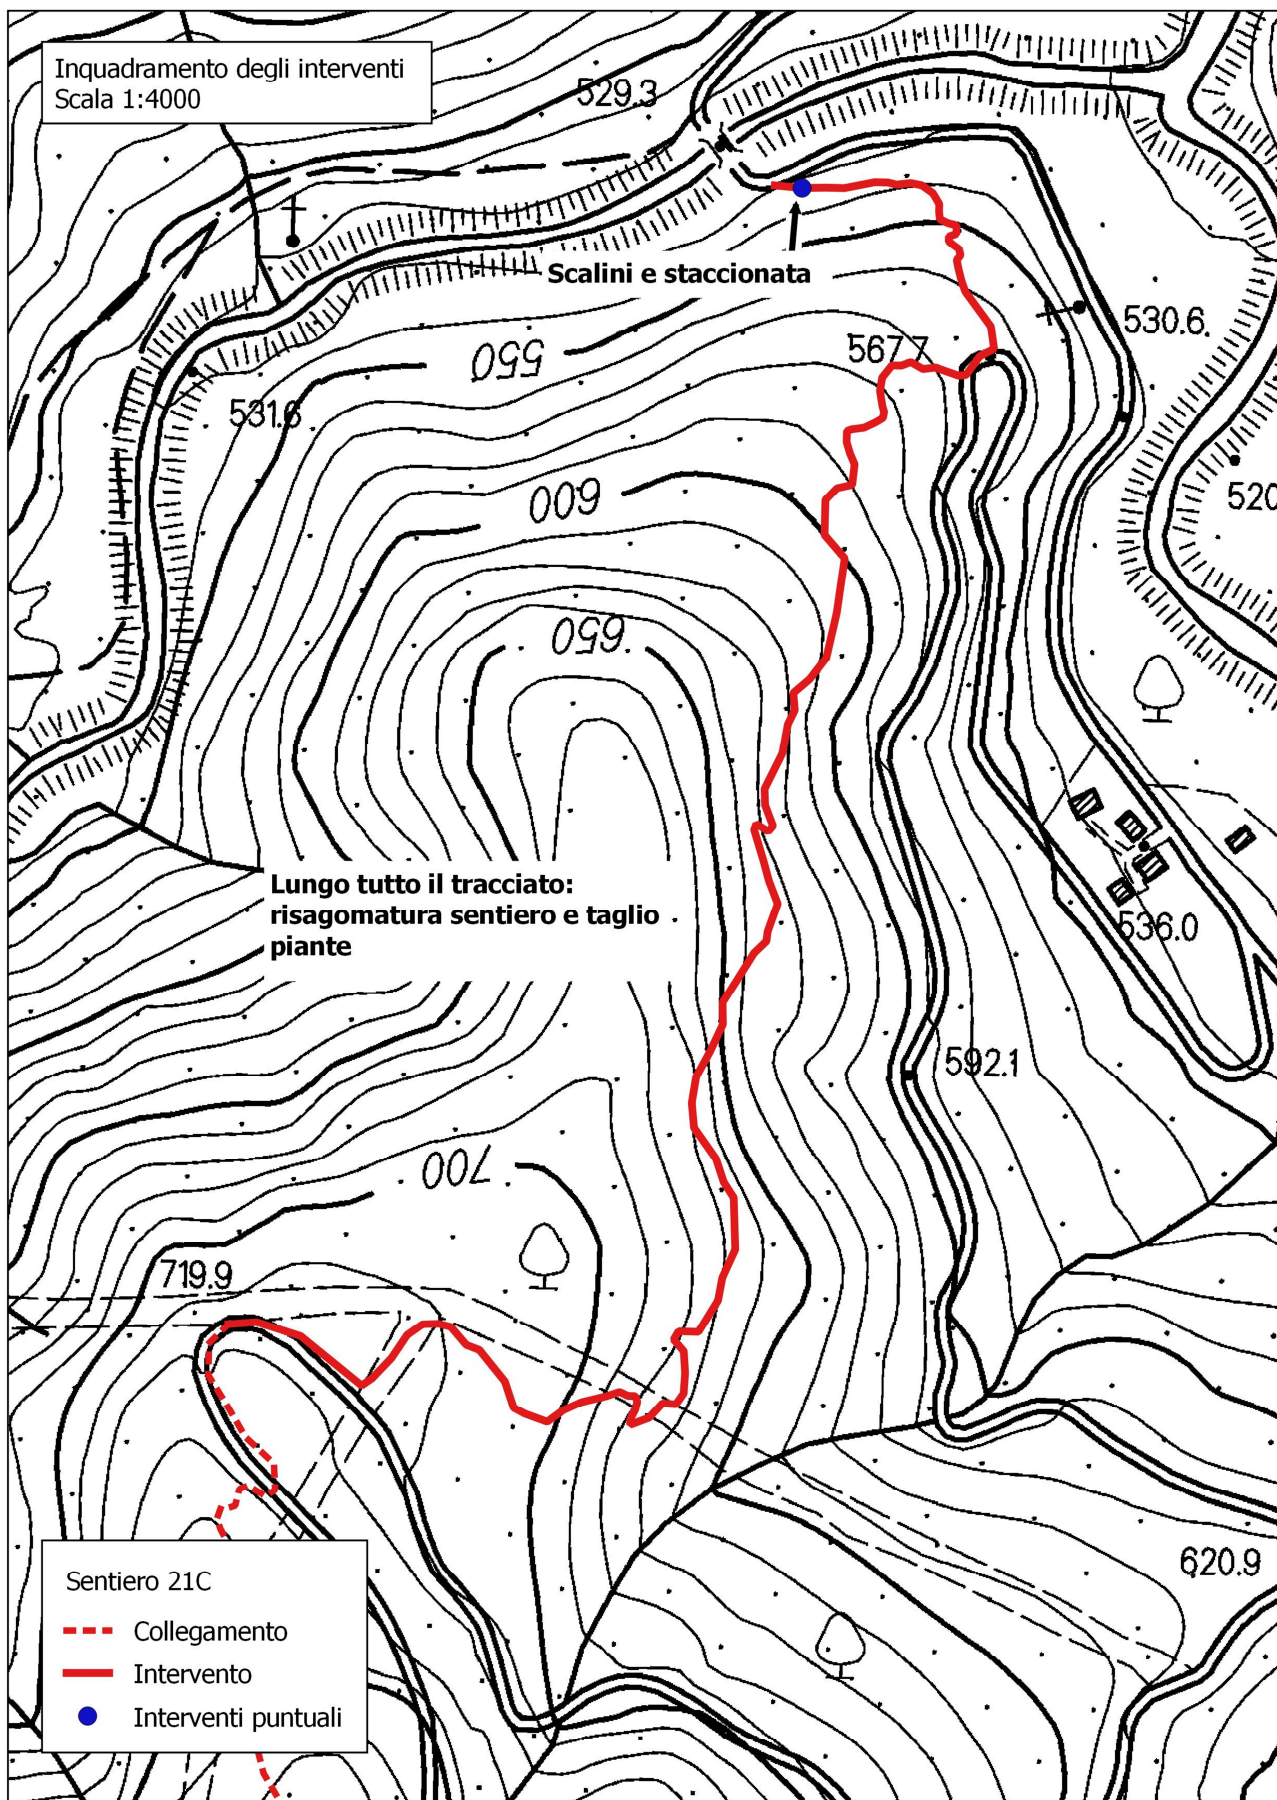 Inquadramento degli interventi
Scala 1:4000
529.3
Scalini e staccionata
530.6.
550
567.7
531.6
600
520
650
Lungo tutto il tracciato:
risagomatura sentiero e taglio
piante
536.0
592.1
700
719.9
620.9
Sentiero 21C
Collegamento
Intervento
Interventi puntuali